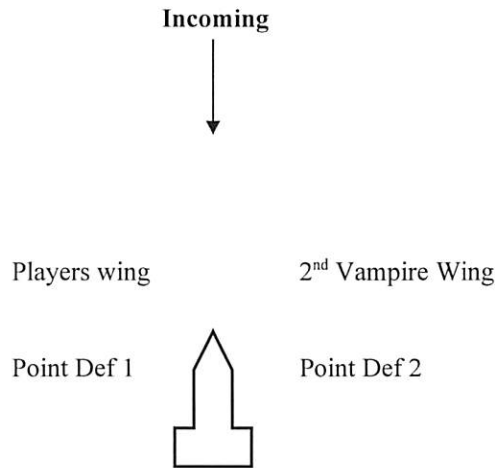 Incoming
Players wing 2nd Vampire Wing
Point Def 1 Point Def 2